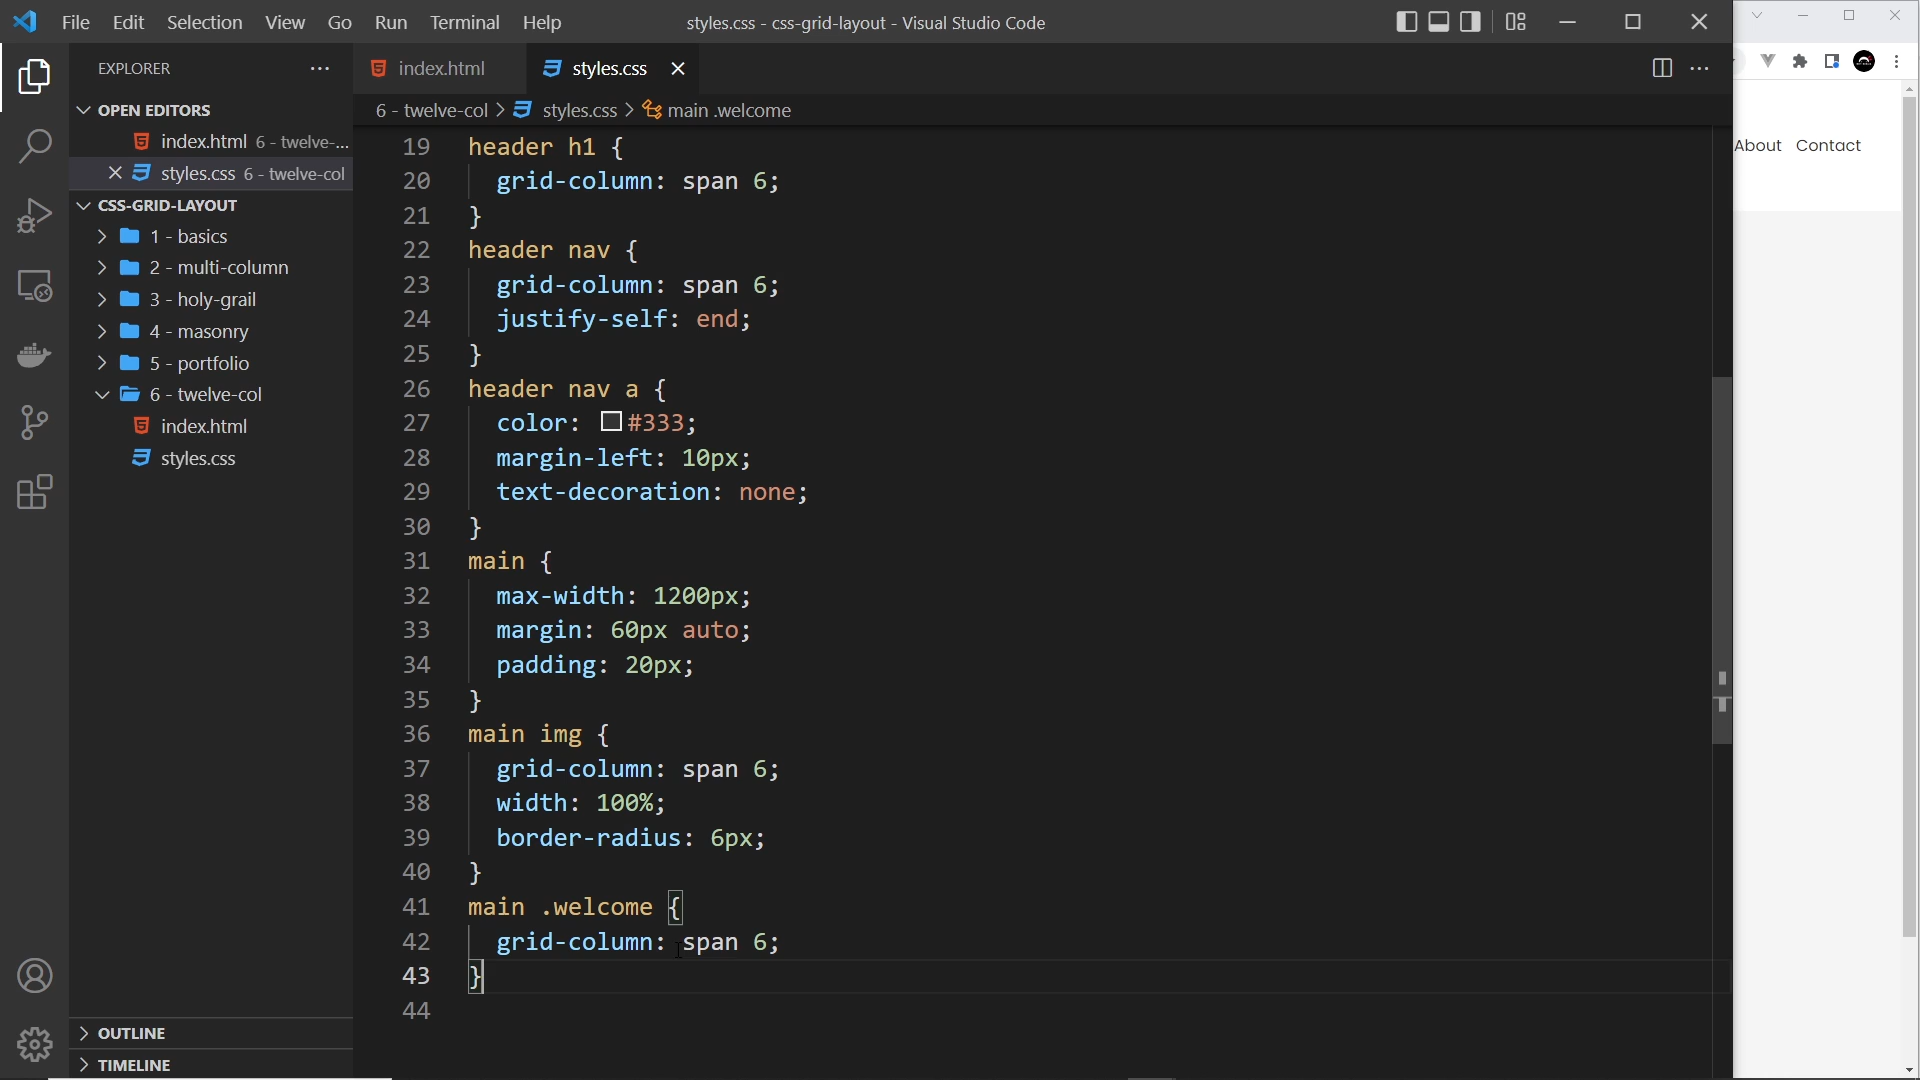 File Edit Selection View Go Run Terminal Help
styles.css - css-grid-layout - Visual Studio Code
EXPLORER
OPEN EDITORS
index.html 6 - twelve-...
styles.css 6 - twelve-col
CSS-GRID-LAYOUT
1 - basics
2 - multi-column
3 - holy-grail
4 - masonry
5 - portfolio
6 - twelve-col
index.html
styles.css
OUTLINE
TIMELINE
index.html
styles.css
6 - twelve-col > styles.css > main .welcome
19 header h1 {
20 grid-column: span 6;
21 }
22 header nav {
23 grid-column: span 6;
24 justify-self: end;
25 }
26 header nav a {
27 color: #333;
28 margin-left: 10px;
29 text-decoration: none;
30 }
31 main {
32 max-width: 1200px;
33 margin: 60px auto;
34 padding: 20px;
35 }
36 main img {
37 grid-column: span 6;
38 width: 100%;
39 border-radius: 6px;
40 }
41 main .welcome {
42 grid-column: span 6;
43 }
44
About Contact